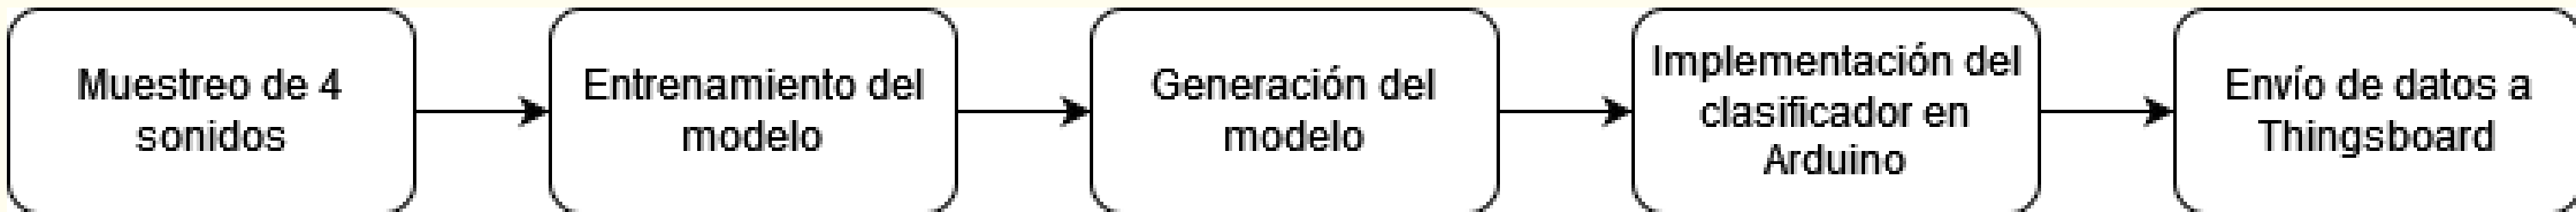 Muestreo de 4
sonidos
Entrenamiento del
modelo
Generación del
modelo
Implementación del
clasificador en
Arduino
Envío de datos a
Thingsboard